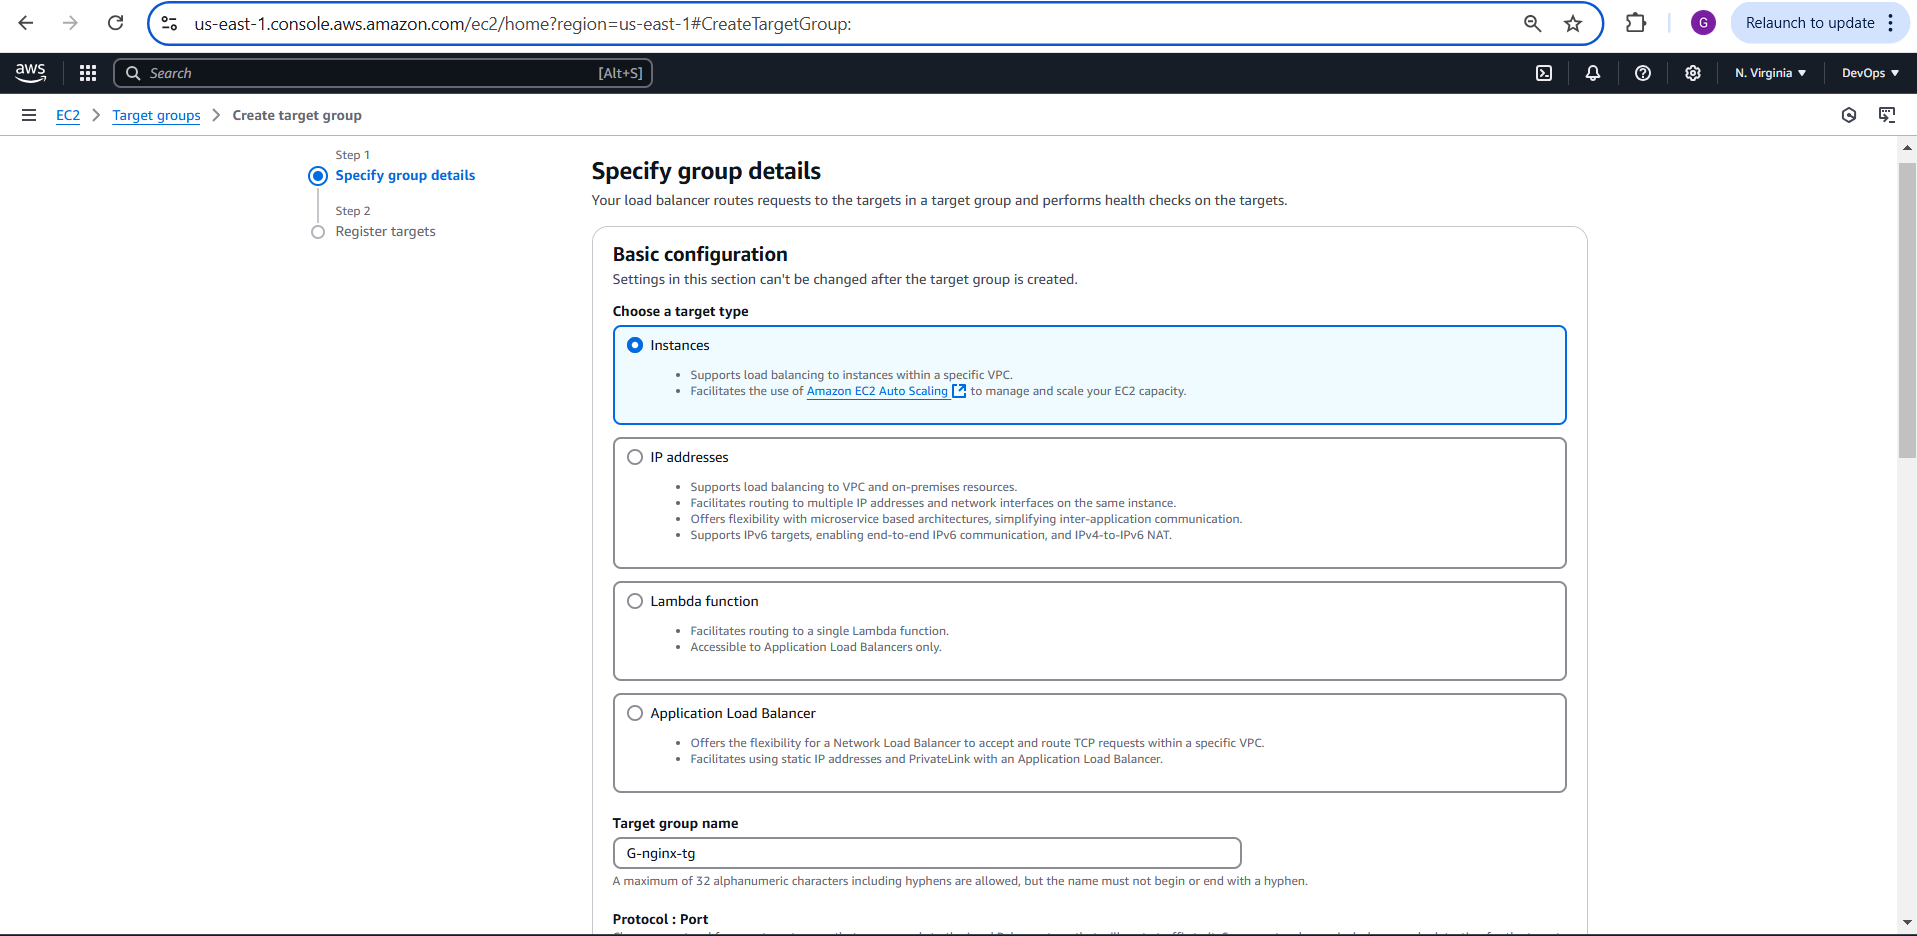 us-east-1.console.aws.amazon.com/ec2/home?region=us-east-1#CreateTargetGroup:
G
Relaunch to update
aws
Search
[Alt+S]
N. Virginia
DevOps
EC2
Target groups
Create target group
Step 1
Specify group details
Step 2
Register targets
Specify group details
Your load balancer routes requests to the targets in a target group and performs health checks on the targets.
Basic configuration
Settings in this section can't be changed after the target group is created.
Choose a target type
Instances
• Supports load balancing to instances within a specific VPC.
• Facilitates the use of Amazon EC2 Auto Scaling to manage and scale your EC2 capacity.
IP addresses
• Supports load balancing to VPC and on-premises resources.
• Facilitates routing to multiple IP addresses and network interfaces on the same instance.
• Offers flexibility with microservice based architectures, simplifying inter-application communication.
• Supports IPv6 targets, enabling end-to-end IPv6 communication, and IPv4-to-IPv6 NAT.
Lambda function
• Facilitates routing to a single Lambda function.
• Accessible to Application Load Balancers only.
Application Load Balancer
• Offers the flexibility for a Network Load Balancer to accept and route TCP requests within a specific VPC.
• Facilitates using static IP addresses and PrivateLink with an Application Load Balancer.
Target group name
G-nginx-tg
A maximum of 32 alphanumeric characters including hyphens are allowed, but the name must not begin or end with a hyphen.
Protocol : Port